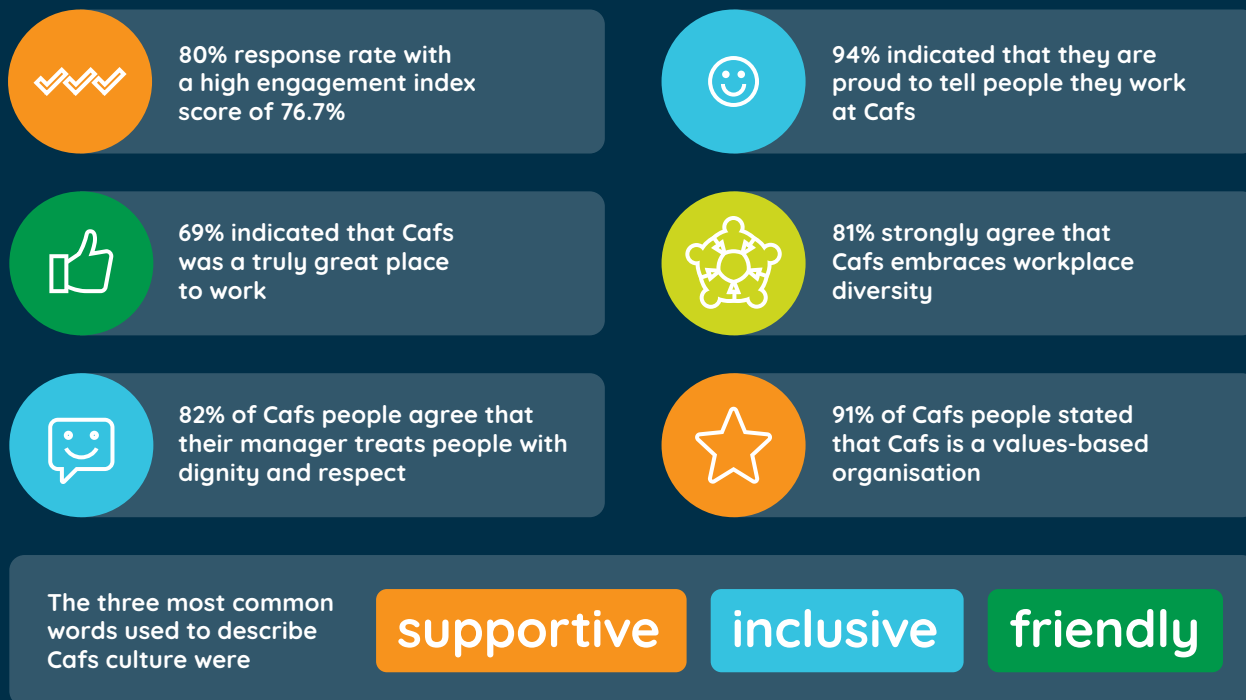 80% response rate with
a high engagement index
score of 76.7%
94% indicated that they are
proud to tell people they work
at Cafs
69% indicated that Cafs
was a truly great place
to work
81% strongly agree that
Cafs embraces workplace
diversity
82% of Cafs people agree that
their manager treats people with
dignity and respect
91% of Cafs people stated
that Cafs is a values-based
organisation
The three most common
words used to describe
Cafs culture were
supportive
inclusive
friendly